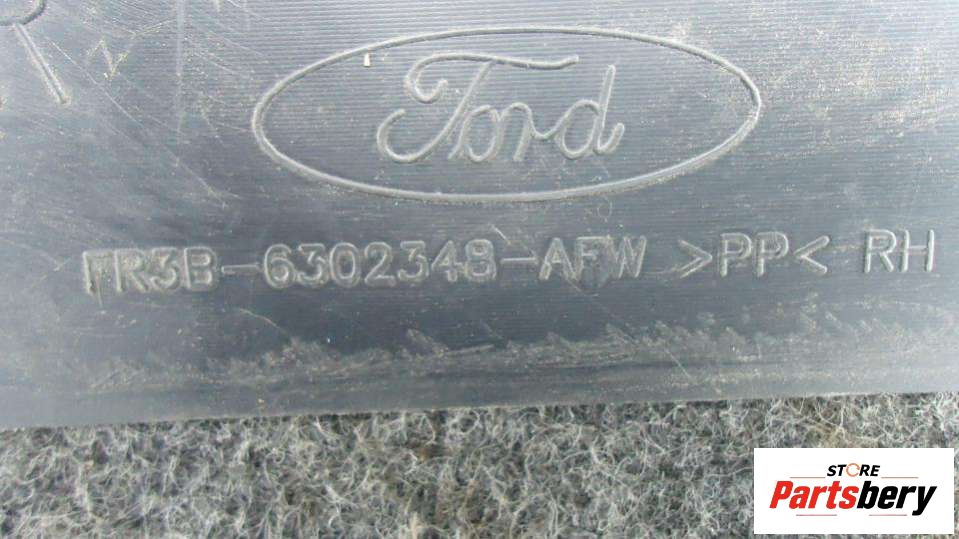 R
Ford
FR3B-6302348-AFW >PP< RH
STORE
Partsbery